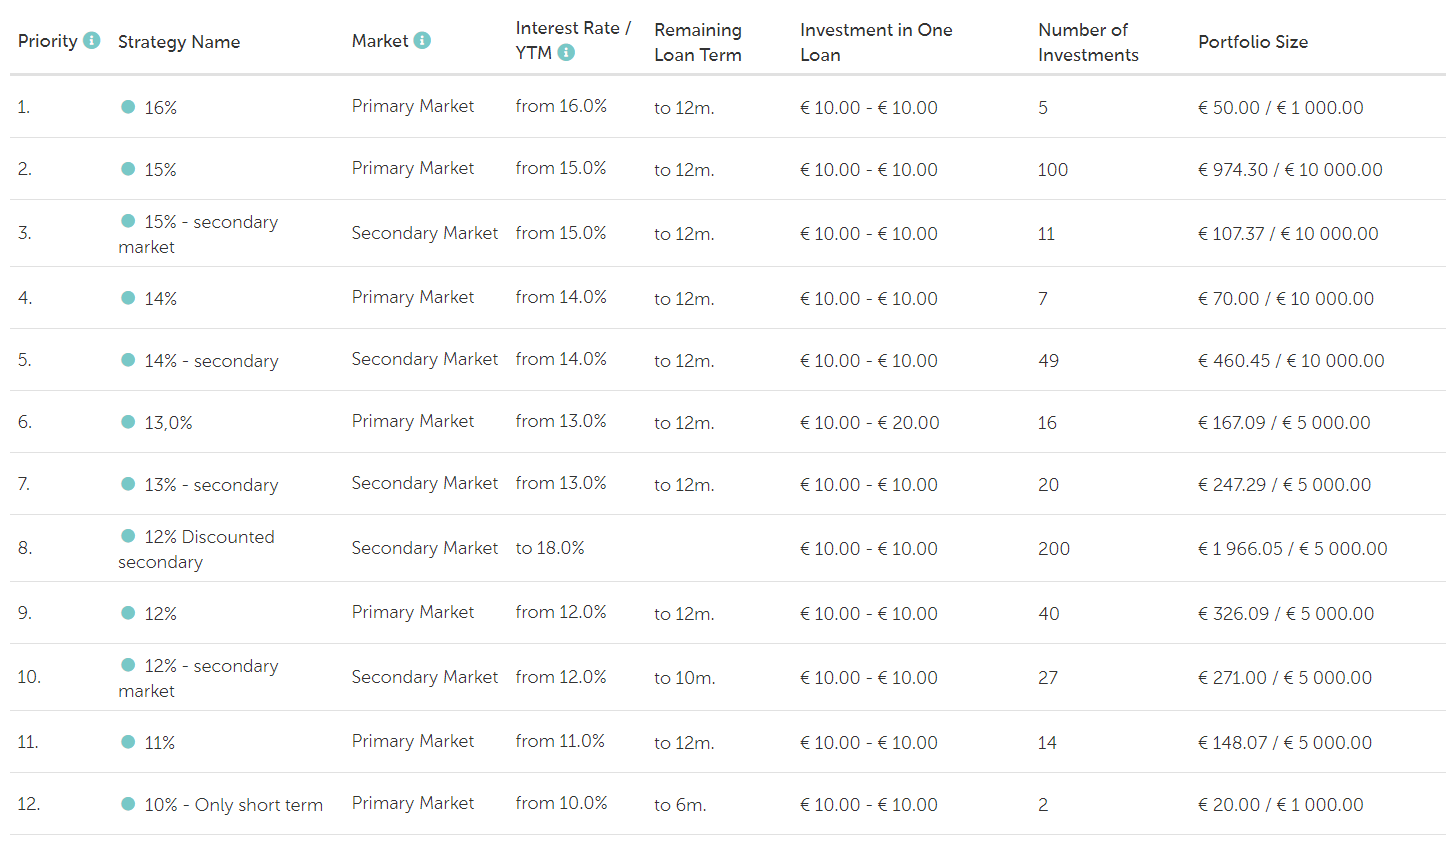 Priority Strategy Name Market Interest Rate / YTM Remaining Loan Term Investment in One Loan Number of Investments Portfolio Size
1. 16% Primary Market from 16.0% to 12m. € 10.00 - € 10.00 5 € 50.00 / € 1 000.00
2. 15% Primary Market from 15.0% to 12m. € 10.00 - € 10.00 100 € 974.30 / € 10 000.00
3. 15% - secondary market Secondary Market from 15.0% to 12m. € 10.00 - € 10.00 11 € 107.37 / € 10 000.00
4. 14% Primary Market from 14.0% to 12m. € 10.00 - € 10.00 7 € 70.00 / € 10 000.00
5. 14% - secondary Secondary Market from 14.0% to 12m. € 10.00 - € 10.00 49 € 460.45 / € 10 000.00
6. 13,0% Primary Market from 13.0% to 12m. € 10.00 - € 20.00 16 € 167.09 / € 5 000.00
7. 13% - secondary Secondary Market from 13.0% to 12m. € 10.00 - € 10.00 20 € 247.29 / € 5 000.00
8. 12% Discounted secondary Secondary Market to 18.0% € 10.00 - € 10.00 200 € 1 966.05 / € 5 000.00
9. 12% Primary Market from 12.0% to 12m. € 10.00 - € 10.00 40 € 326.09 / € 5 000.00
10. 12% - secondary market Secondary Market from 12.0% to 10m. € 10.00 - € 10.00 27 € 271.00 / € 5 000.00
11. 11% Primary Market from 11.0% to 12m. € 10.00 - € 10.00 14 € 148.07 / € 5 000.00
12. 10% - Only short term Primary Market from 10.0% to 6m. € 10.00 - € 10.00 2 € 20.00 / € 1 000.00